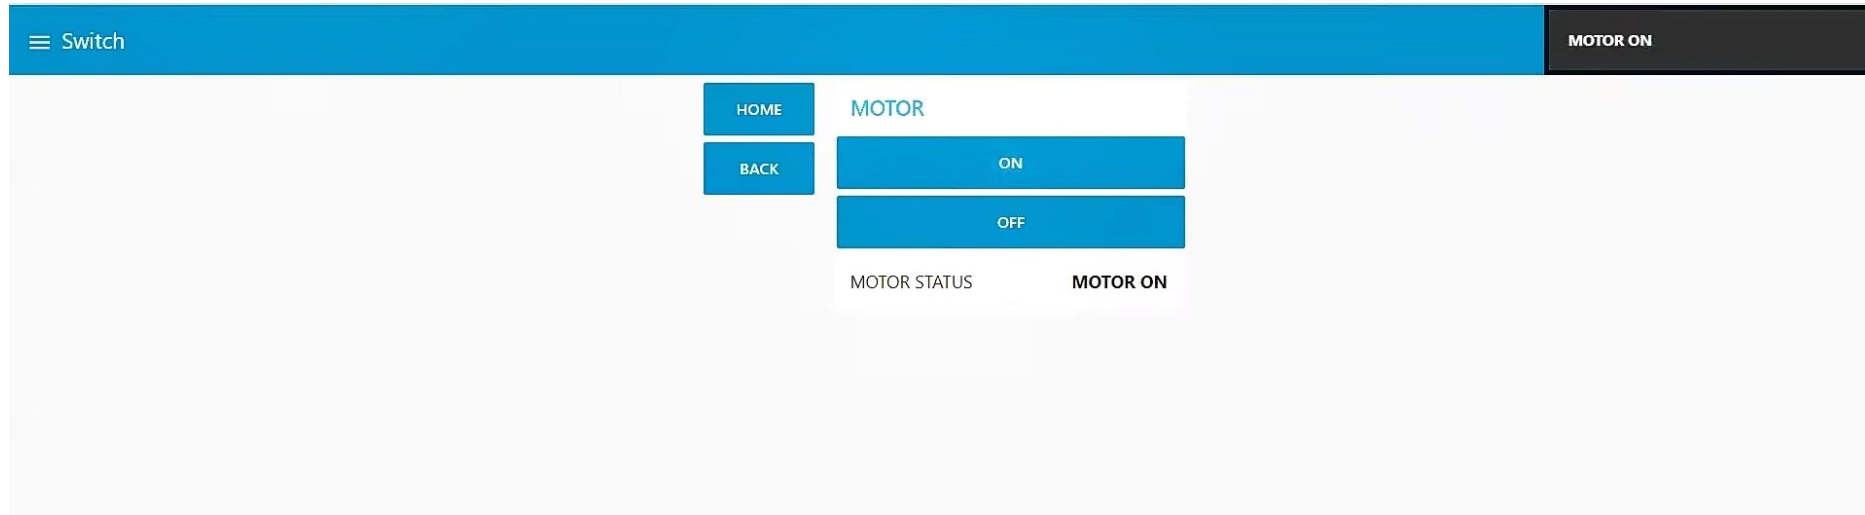 Switch
MOTOR ON
HOME
BACK
MOTOR
ON
OFF
MOTOR STATUS MOTOR ON